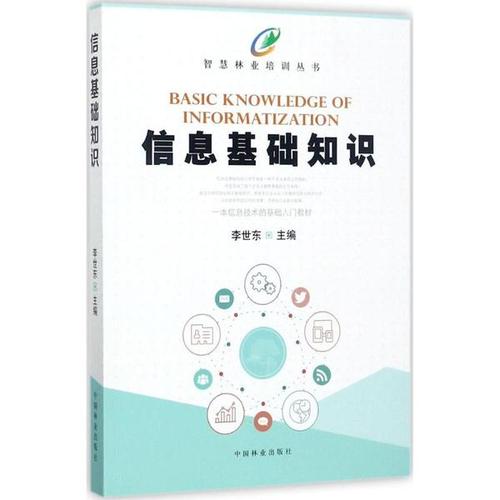 智慧林业培训丛书
BASIC KNOWLEDGE OF
INFORMATIZATION
信息基础知识
一本信息技术的基础入门教材
李世东 主编
中国林业出版社
信息基础知识
李世东 主编
中国林业出版社